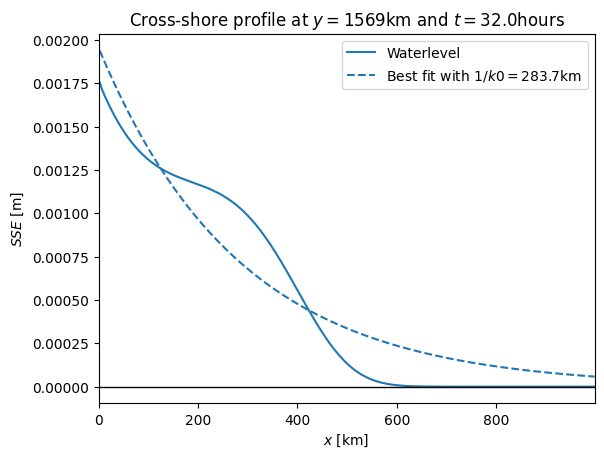 Cross-shore profile at y = 1569km and t = 32.0hours
Waterlevel
Best fit with 1/k0 = 283.7km
SSE [m]
0.00200
0.00175
0.00150
0.00125
0.00100
0.00075
0.00050
0.00025
0.00000
0 200 400 600 800
x [km]